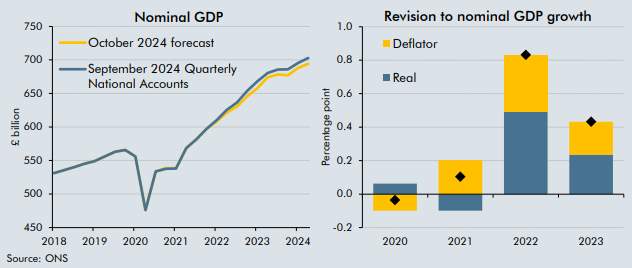 Nominal GDP
750
700
650
600
550
500
450
£ billion
October 2024 forecast
September 2024 Quarterly
National Accounts
2018 2019 2020 2021 2022 2023 2024
Source: ONS
Revision to nominal GDP growth
1.0
0.8
0.6
0.4
0.2
0.0
-0.2
Percentage point
Deflator
Real
2020 2021 2022 2023